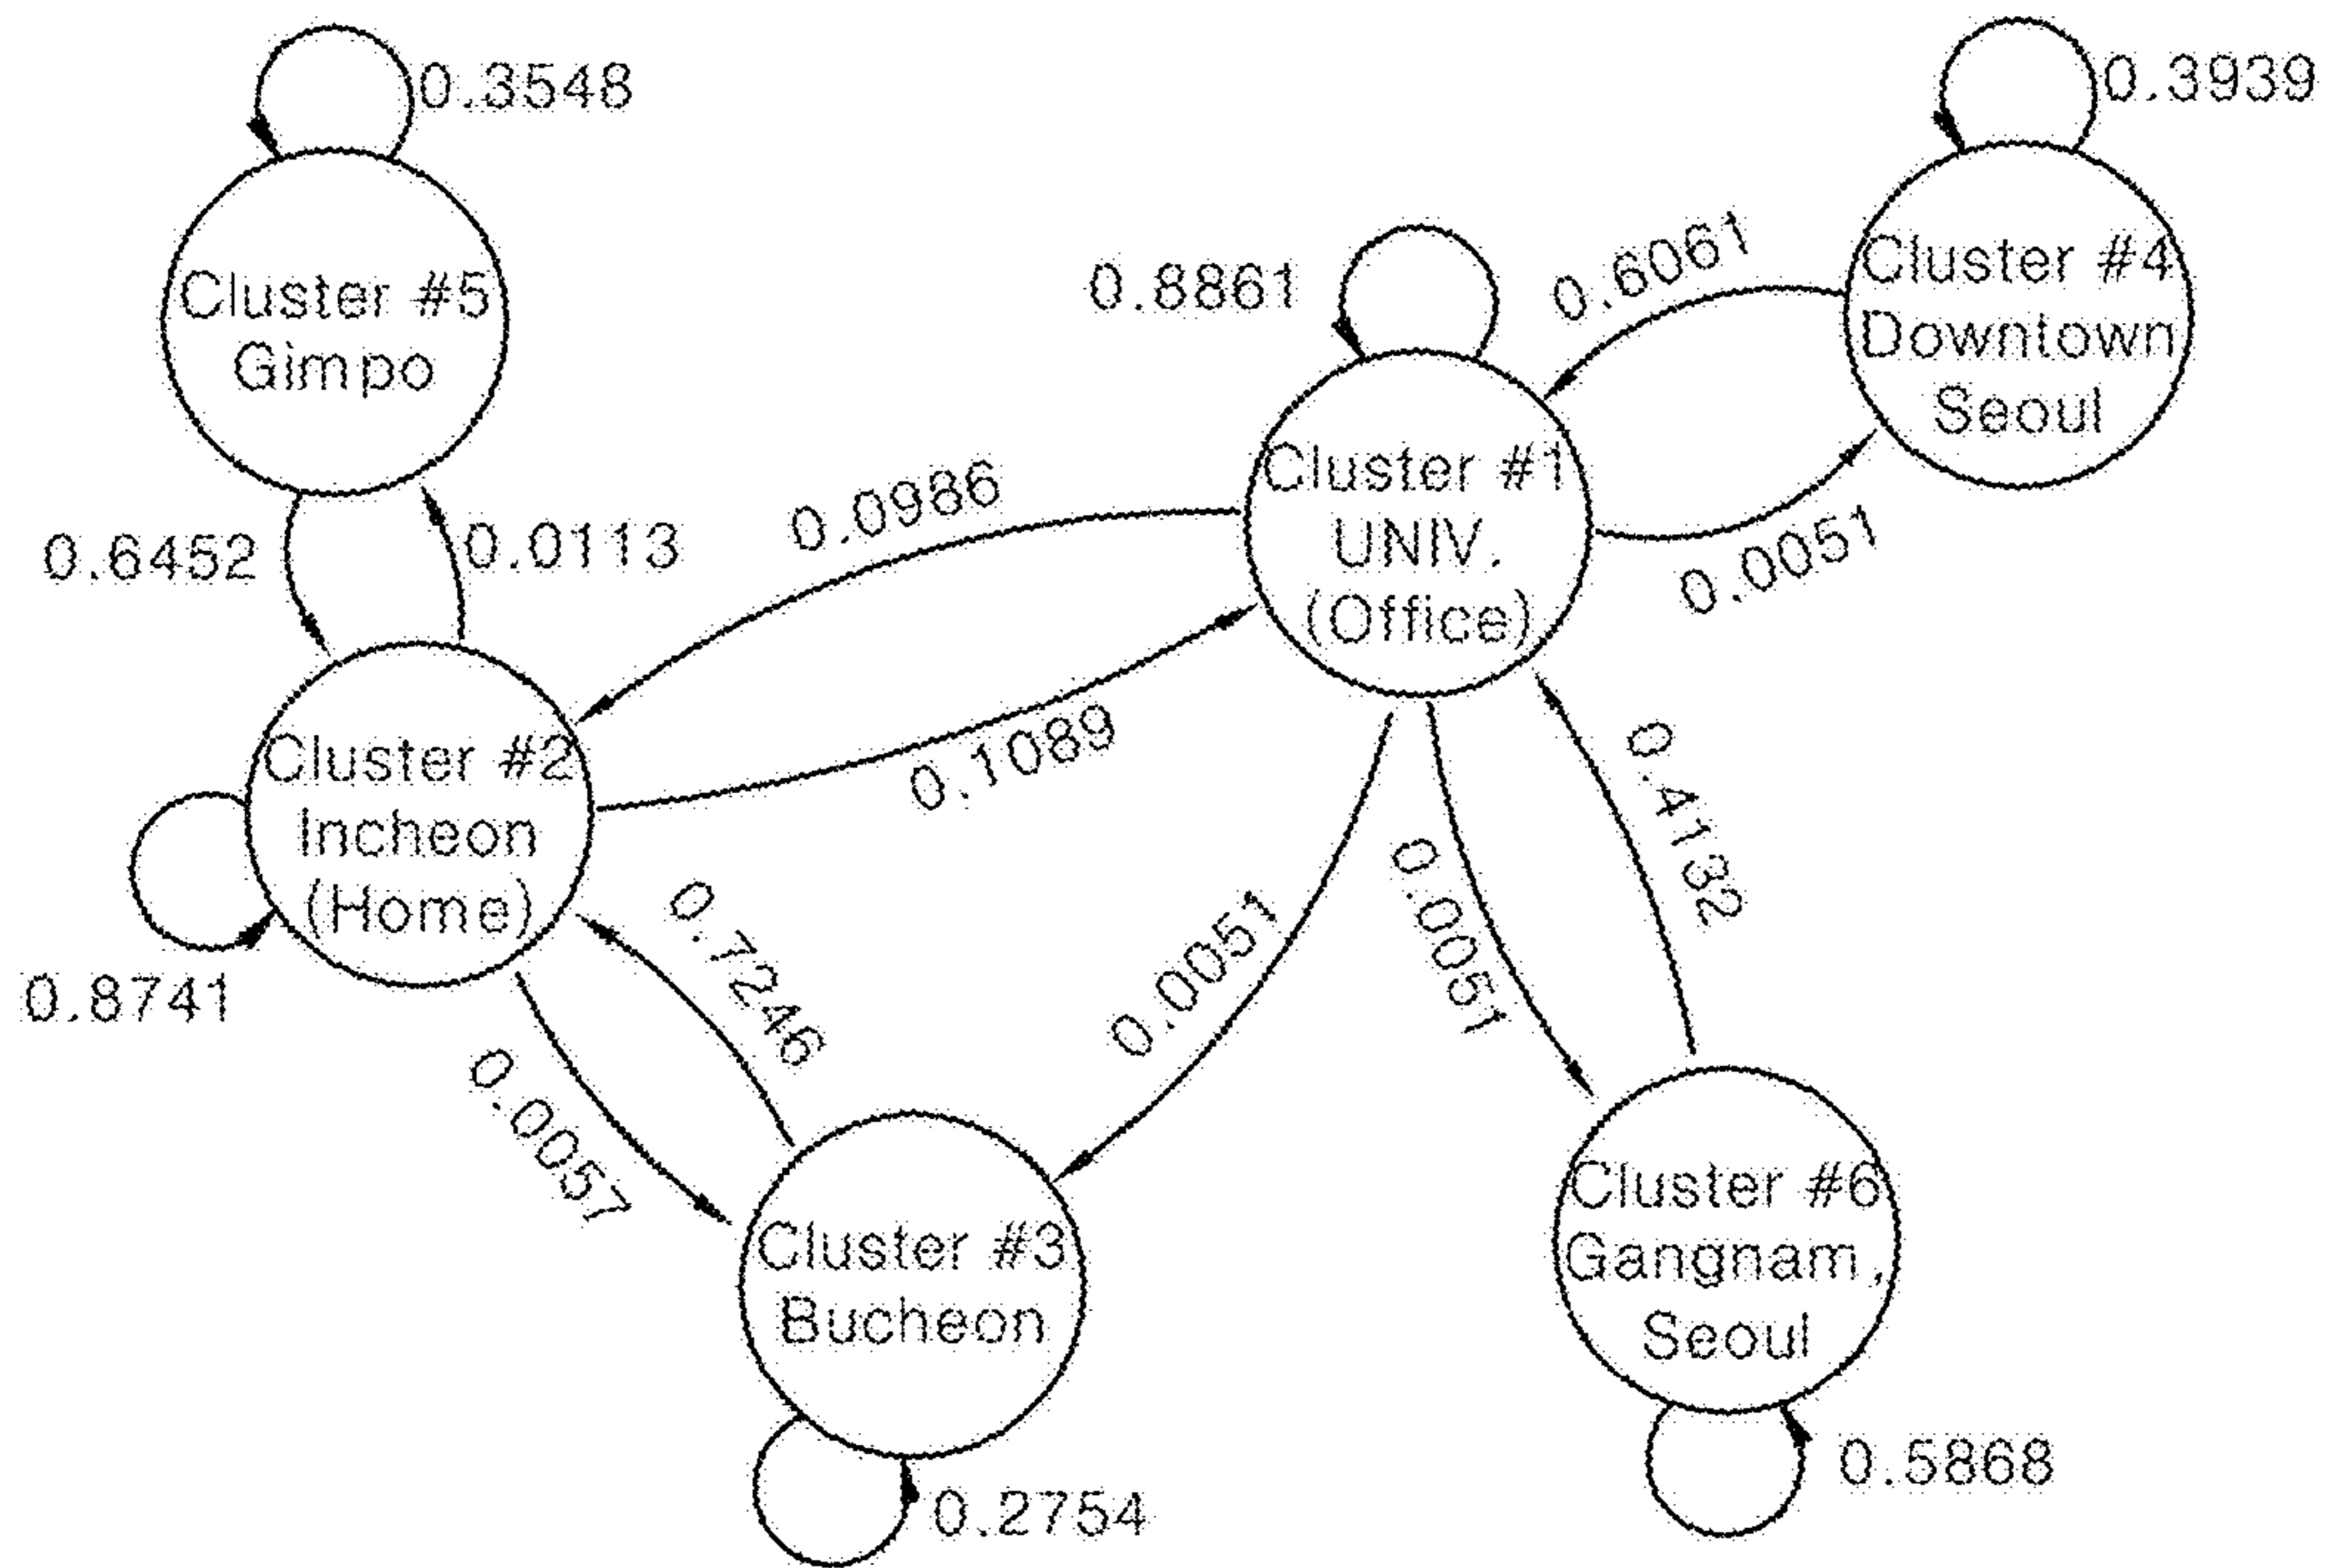 0.3548
0.3939
Cluster #5
Gimpo
0.8861
0.6061
Cluster #4
Downtown
Seoul
0.6452
0.0113
0.0986
Cluster #1
UNIV.
(Office)
0.0051
0.1089
Cluster #2
Incheon
(Home)
0.8741
0.7246
0.0057
0.0051
0.0051
0.4132
Cluster #3
Bucheon
0.2754
Cluster #6
Gangnam,
Seoul
0.5868